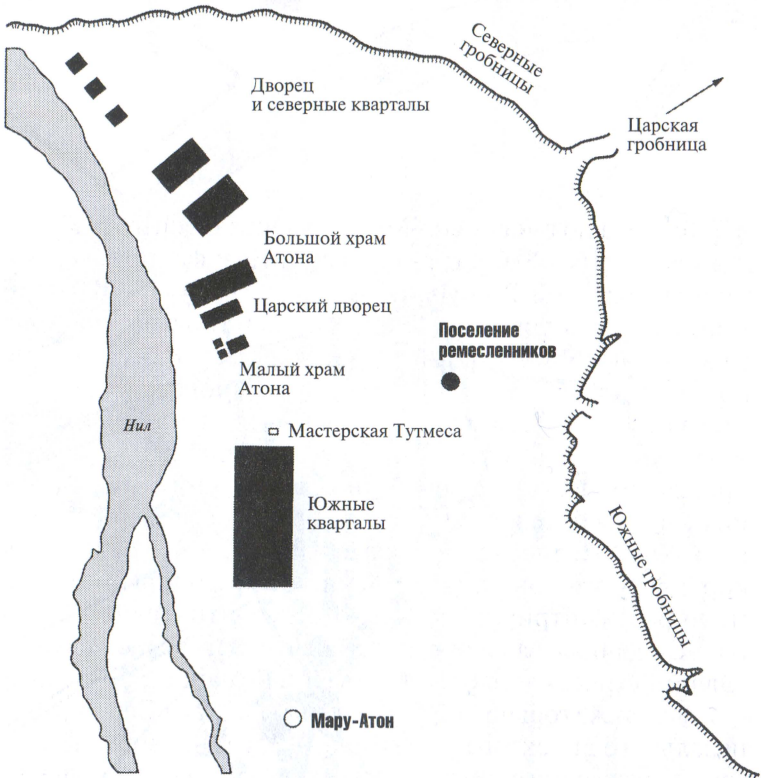 Северные
гробницы
Дворец
и северные кварталы
Царская
гробница
Большой храм
Атона
Царский дворец
Поселение
ремесленников
Малый храм
Атона
Нил
Мастерская Тутмеса
Южные
кварталы
Южные гробницы
Мару-Атон